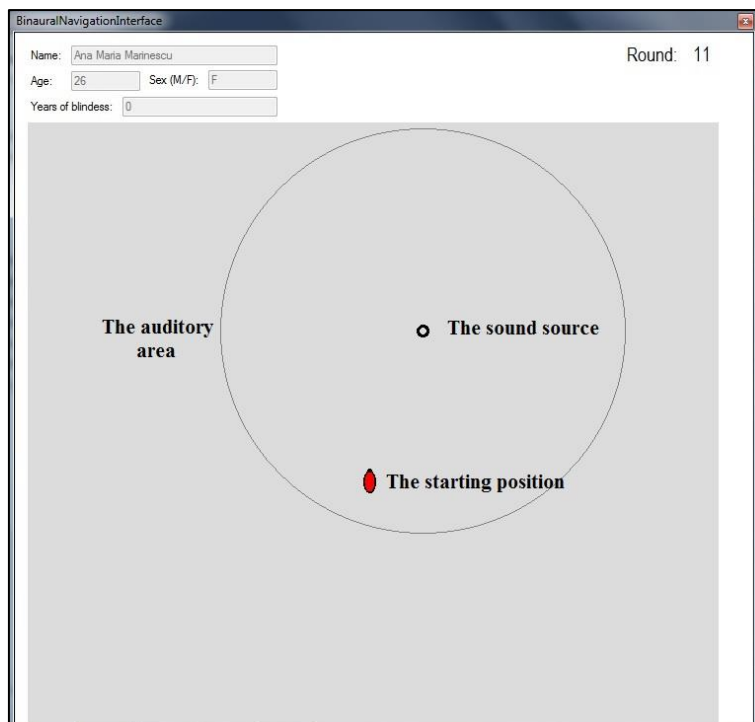 BinauralNavigationInterface
Name: Ana Maria Marinescu
Round: 11
Age: 26 Sex (M/F): F
Years of blindess: 0
The auditory
area
The sound source
The starting position